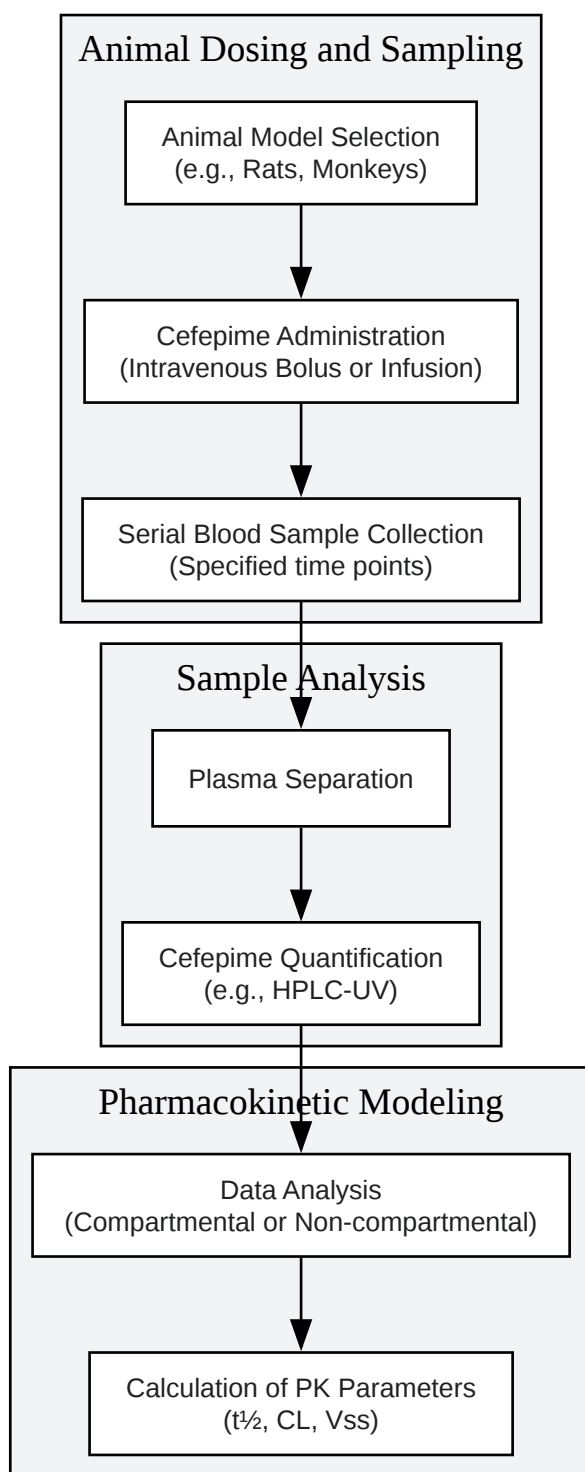 Animal Dosing and Sampling
Animal Model Selection
(e.g., Rats, Monkeys)
Cefepime Administration
(Intravenous Bolus or Infusion)
Serial Blood Sample Collection
(Specified time points)
Sample Analysis
Plasma Separation
Cefepime Quantification
(e.g., HPLC-UV)
Pharmacokinetic Modeling
Data Analysis
(Compartmental or Non-compartmental)
Calculation of PK Parameters
(t½, CL, Vss)